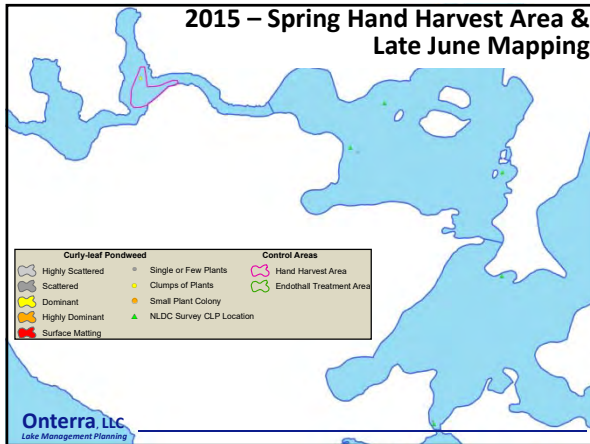 2015 – Spring Hand Harvest Area &
Late June Mapping
Curly-leaf Pondweed
Control Areas
Highly Scattered
Single or Few Plants
Hand Harvest Area
Scattered
Clumps of Plants
Endothall Treatment Area
Dominant
Small Plant Colony
Highly Dominant
NLDC Survey CLP Location
Surface Matting
Onterra, LLC
Lake Management Planning